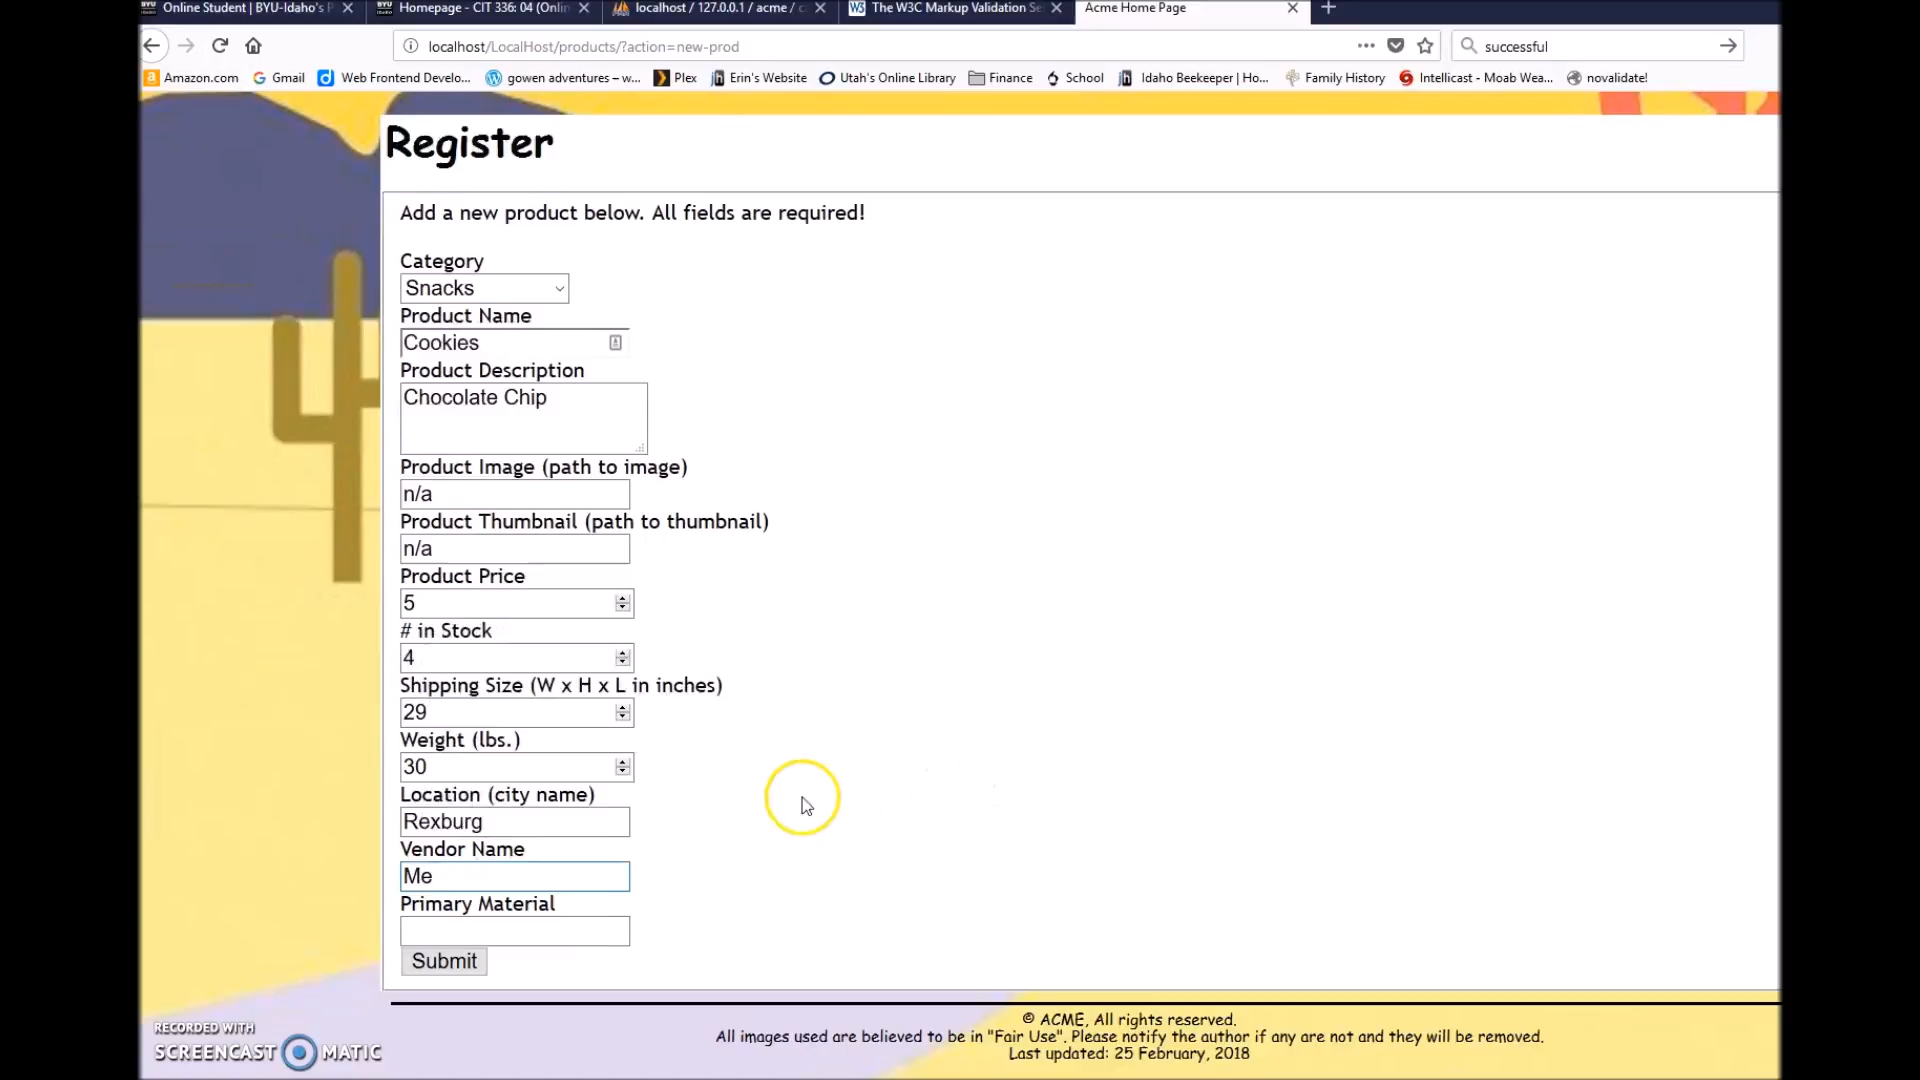 Online Student | BYU-Idaho's P
Homepage - CIT 336: 04 (Onlin
localhost / 127.0.0.1 / acme /
The W3C Markup Validation Se
Acme Home Page
localhost/LocalHost/products/?action=new-prod
successful
Amazon.com
Gmail
Web Frontend Develo...
gowen adventures – w...
Plex
Erin's Website
Utah's Online Library
Finance
School
Idaho Beekeeper | Ho...
Family History
Intellicast - Moab Wea...
novalidate!
Register
Add a new product below. All fields are required!
Category
Snacks
Product Name
Cookies
Product Description
Chocolate Chip
Product Image (path to image)
n/a
Product Thumbnail (path to thumbnail)
n/a
Product Price
5
# in Stock
4
Shipping Size (W x H x L in inches)
29
Weight (lbs.)
30
Location (city name)
Rexburg
Vendor Name
Me
Primary Material
Submit
© ACME, All rights reserved.
All images used are believed to be in "Fair Use". Please notify the author if any are not and they will be removed.
Last updated: 25 February, 2018
RECORDED WITH
SCREENCAST MATIC